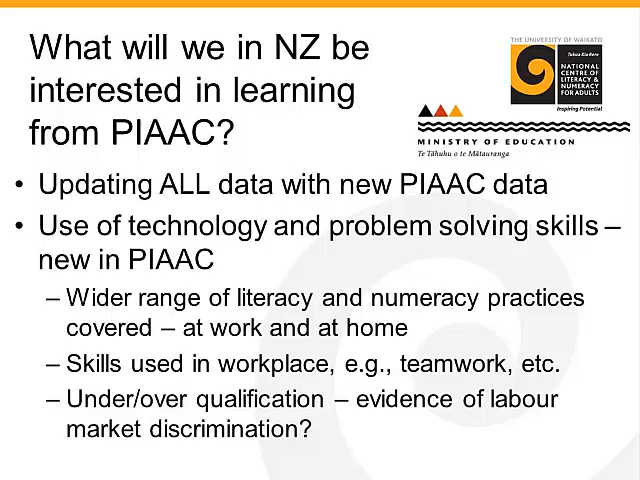 What will we in NZ be
interested in learning
from PIAAC?
THE UNIVERSITY OF WAIKATO
Tukua Kia Rere
NATIONAL
CENTRE OF
LITERACY &
NUMERACY
FOR ADULTS
Inspiring Potential
MINISTRY OF EDUCATION
Te Tāhuhu o te Mātauranga
• Updating ALL data with new PIAAC data
• Use of technology and problem solving skills –
new in PIAAC
– Wider range of literacy and numeracy practices
covered – at work and at home
– Skills used in workplace, e.g., teamwork, etc.
– Under/over qualification – evidence of labour
market discrimination?